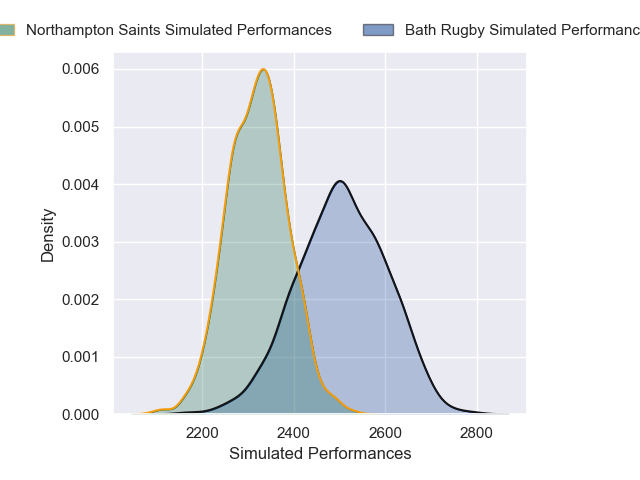 Northampton Saints Simulated Performances
Bath Rugby Simulated Performanc
0.006
0.005
0.004
0.003
0.002
0.001
0.000
Density
2200
2400
2600
2800
Simulated Performances